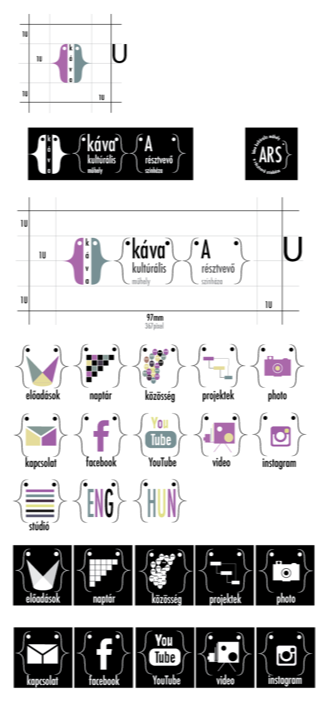 1U
k
á
v
a
U
1U
1U
1U
k
á
v
a
káva
kulturális
műhely
A
résztvevő
színháza
ARS
1U
k
á
v
a
káva
kulturális
műhely
A
résztvevő
színháza
U
1U
1U
1U
97mm
367pixel
előadások naptár közösség projektek photo
You
Tube
kapcsolat facebook YouTube video instagram
ENG HUN
stúdió
előadások naptár közösség projektek photo
You
Tube
kapcsolat facebook YouTube video instagram